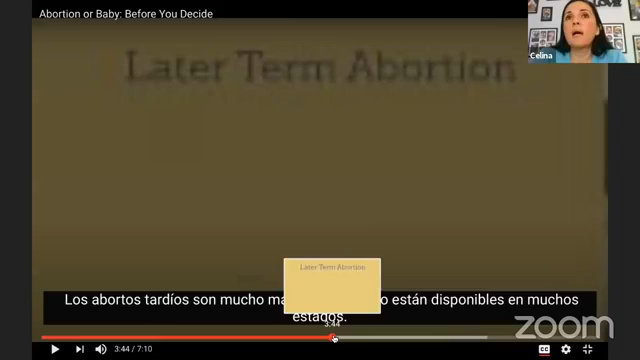 Abortion or Baby: Before You Decide
Celina
Later Term Abortion
Later Term Abortion
Los abortos tardíos son mucho o están disponibles en muchos
estados.
3:44
3:44 / 7:10
CC
zoom